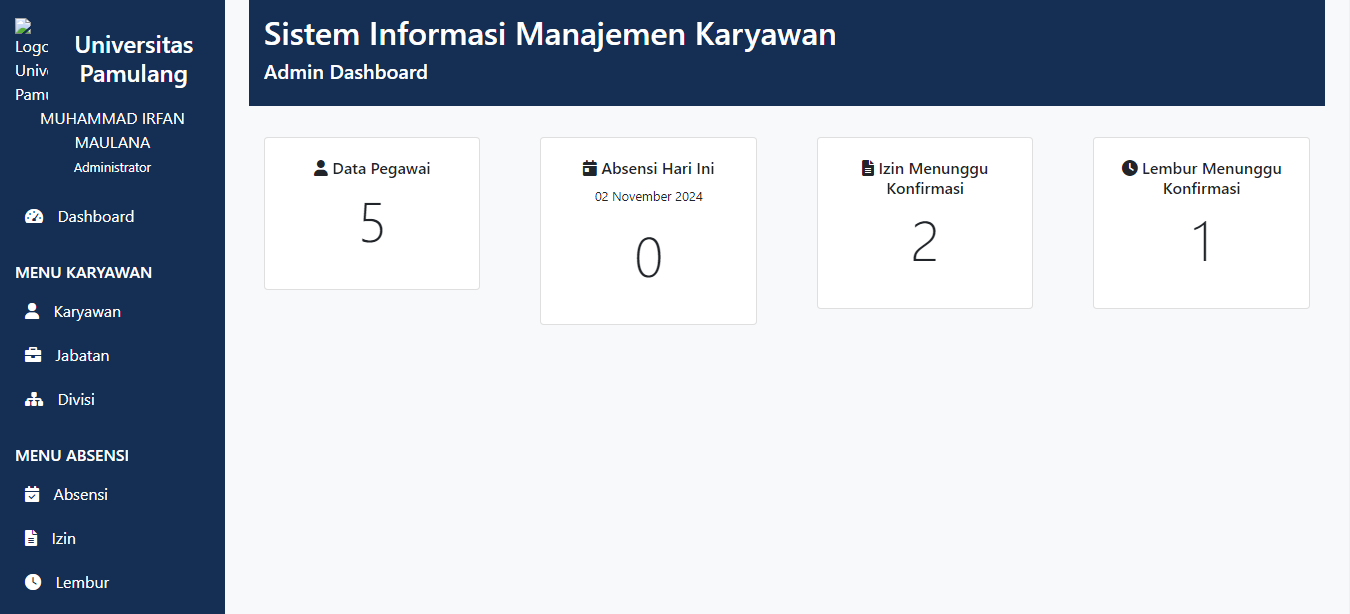 Logo
Unive
Pamu
Universitas
Pamulang
MUHAMMAD IRFAN
MAULANA
Administrator
Dashboard
MENU KARYAWAN
Karyawan
Jabatan
Divisi
MENU ABSENSI
Absensi
Izin
Lembur
Sistem Informasi Manajemen Karyawan
Admin Dashboard
Data Pegawai
5
Absensi Hari Ini
02 November 2024
0
Izin Menunggu
Konfirmasi
2
Lembur Menunggu
Konfirmasi
1